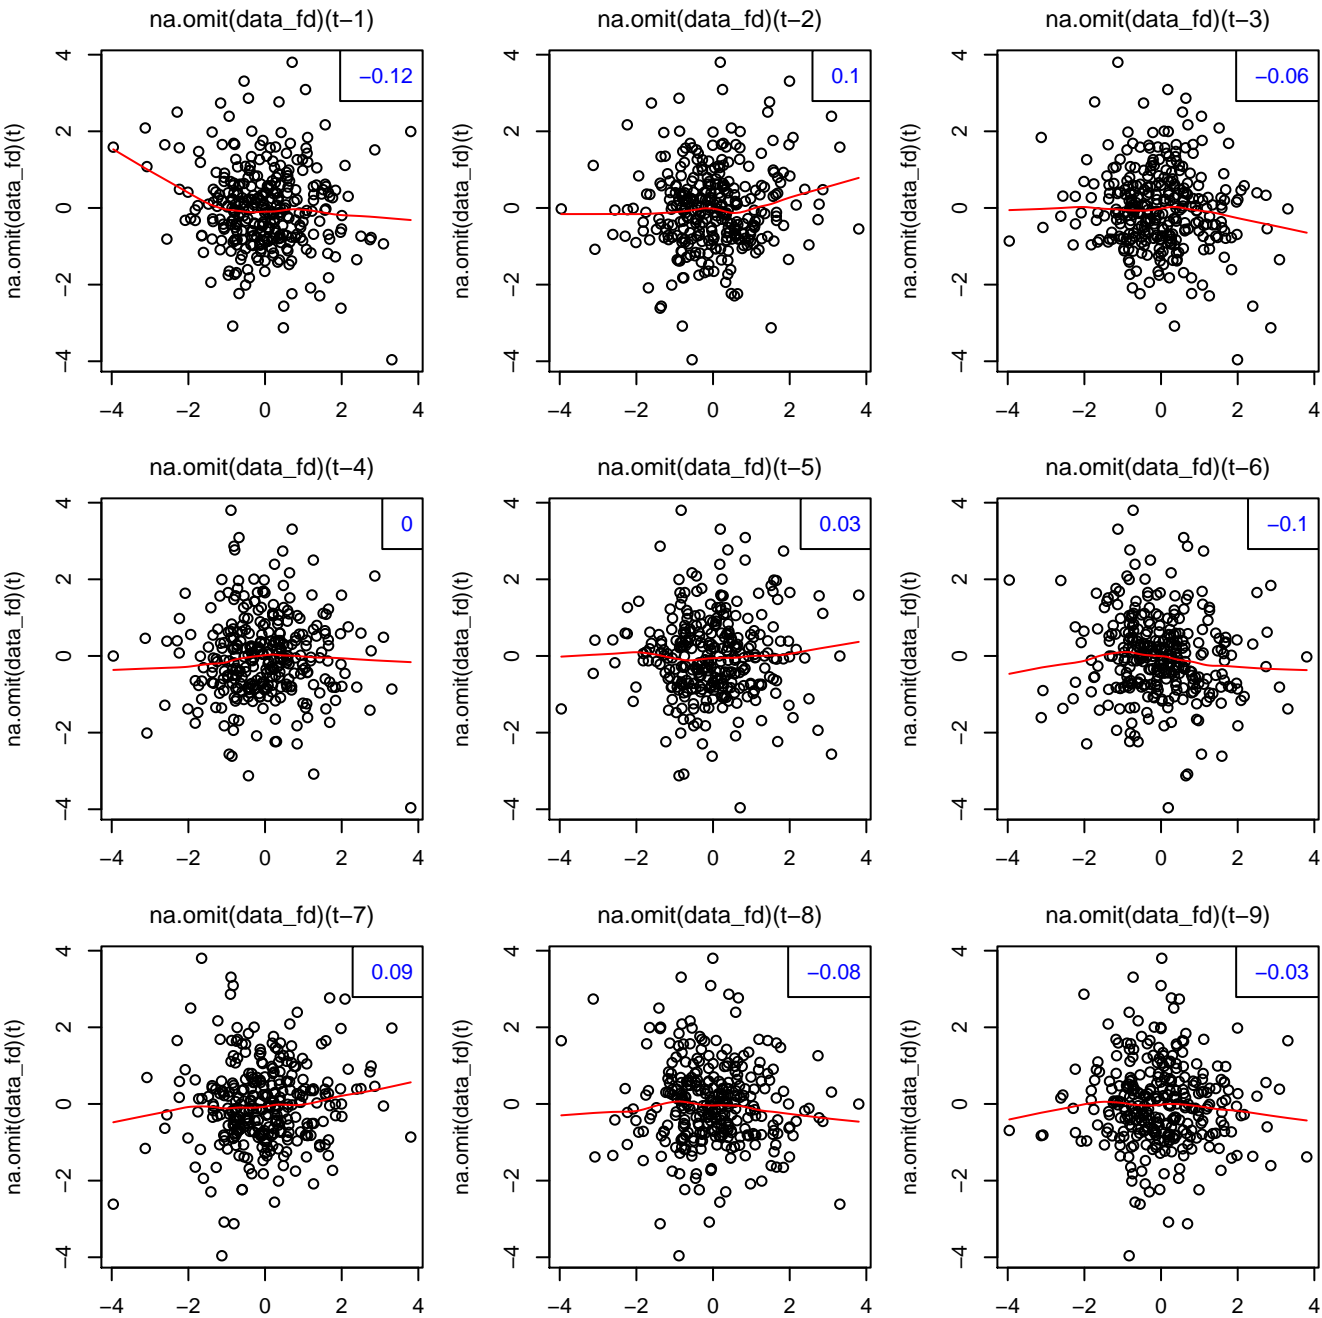 na.omit(data_fd)(t−1)
na.omit(data_fd)(t−2)
na.omit(data_fd)(t−3)
na.omit(data_fd)(t)
4
2
0
−2
−4
−0.12
−4 −2 0 2 4
na.omit(data_fd)(t)
4
2
0
−2
−4
0.1
−4 −2 0 2 4
na.omit(data_fd)(t)
4
2
0
−2
−4
−0.06
−4 −2 0 2 4
na.omit(data_fd)(t−4)
na.omit(data_fd)(t−5)
na.omit(data_fd)(t−6)
na.omit(data_fd)(t)
4
2
0
−2
−4
0
−4 −2 0 2 4
na.omit(data_fd)(t)
4
2
0
−2
−4
0.03
−4 −2 0 2 4
na.omit(data_fd)(t)
4
2
0
−2
−4
−0.1
−4 −2 0 2 4
na.omit(data_fd)(t−7)
na.omit(data_fd)(t−8)
na.omit(data_fd)(t−9)
na.omit(data_fd)(t)
4
2
0
−2
−4
0.09
−4 −2 0 2 4
na.omit(data_fd)(t)
4
2
0
−2
−4
−0.08
−4 −2 0 2 4
na.omit(data_fd)(t)
4
2
0
−2
−4
−0.03
−4 −2 0 2 4